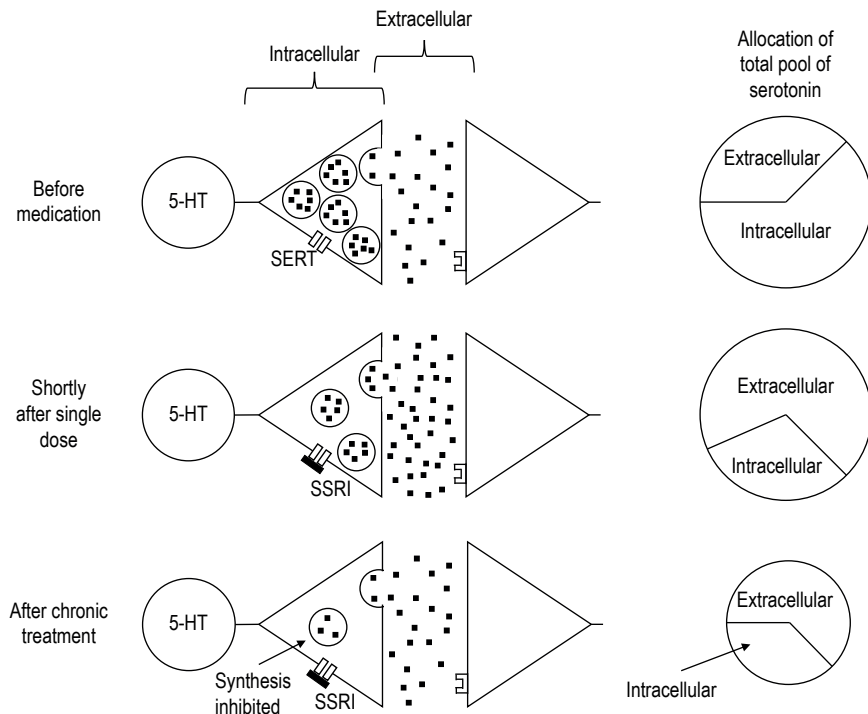 Extracellular
Intracellular
Allocation of
total pool of
serotonin
Before
medication
5-HT
SERT
Extracellular
Intracellular
Shortly
after single
dose
5-HT
SSRI
Extracellular
Intracellular
After chronic
treatment
5-HT
Synthesis
inhibited
SSRI
Extracellular
Intracellular